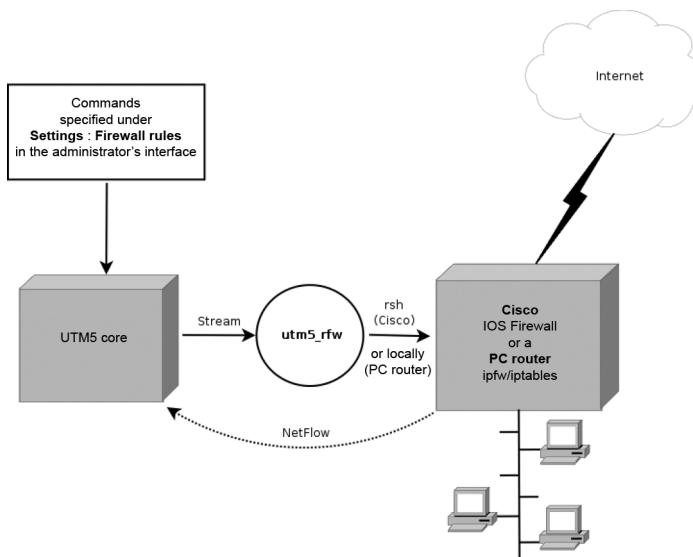 Internet
Commands
specified under
Settings : Firewall rules
in the administrator's interface
UTM5 core
Stream
utm5_rfw
rsh
(Cisco)
or locally
(PC router)
Cisco
IOS Firewall
or a
PC router
ipfw/iptables
NetFlow